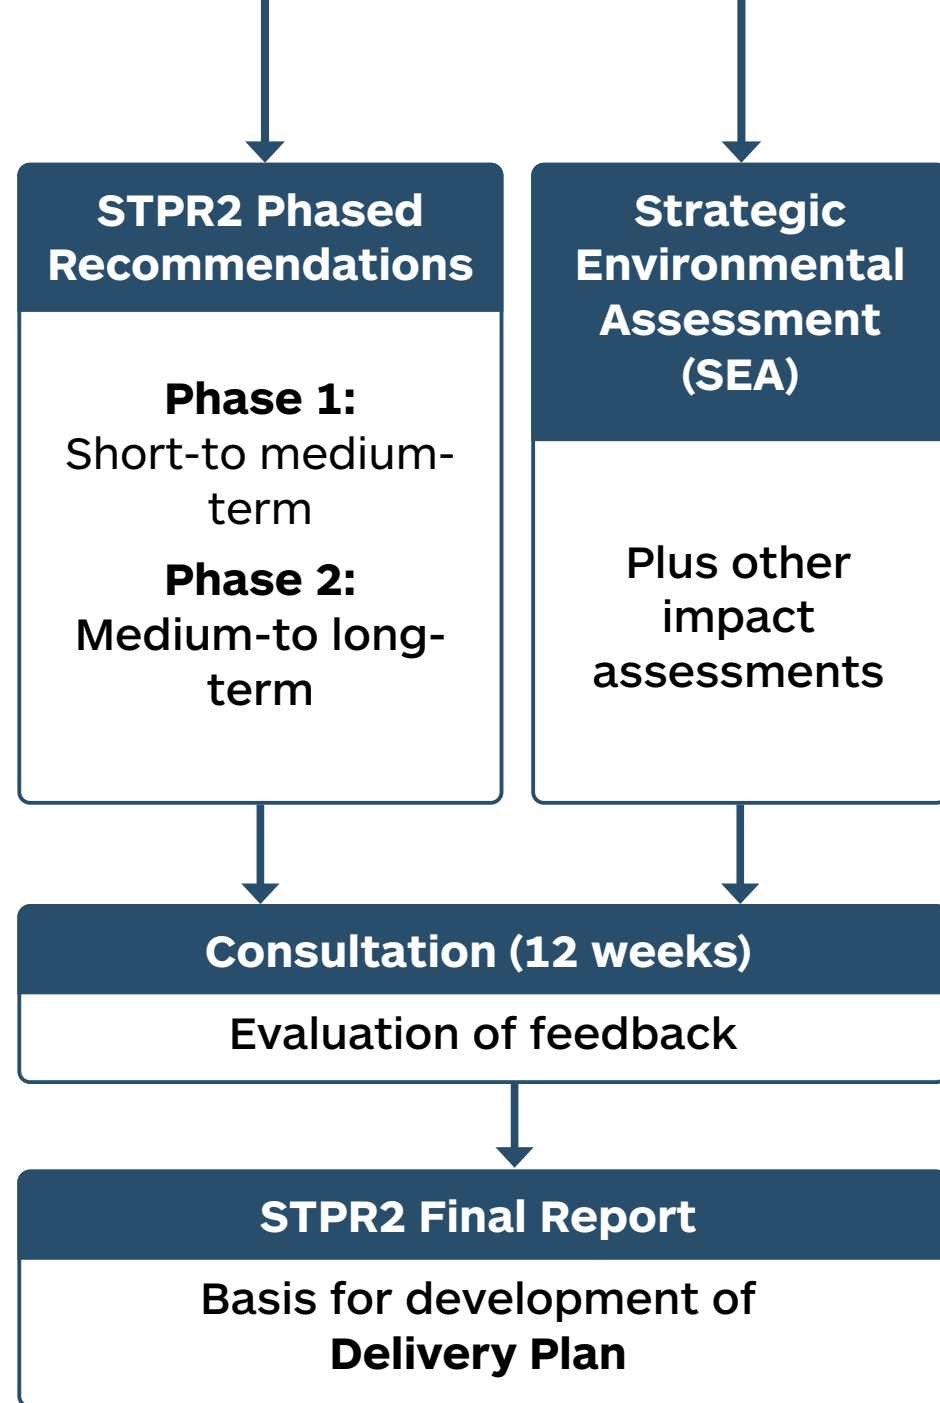 STPR2 Phased
Recommendations
Phase 1:
Short-to medium-
term
Phase 2:
Medium-to long-
term
Strategic
Environmental
Assessment
(SEA)
Plus other
impact
assessments
Consultation (12 weeks)
Evaluation of feedback
STPR2 Final Report
Basis for development of
Delivery Plan